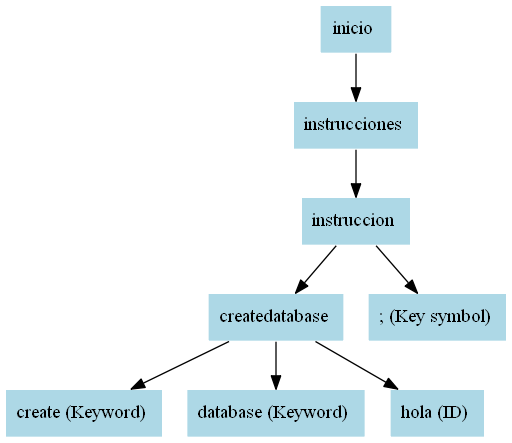 inicio
instrucciones
instruccion
createdatabase
; (Key symbol)
create (Keyword)
database (Keyword)
hola (ID)